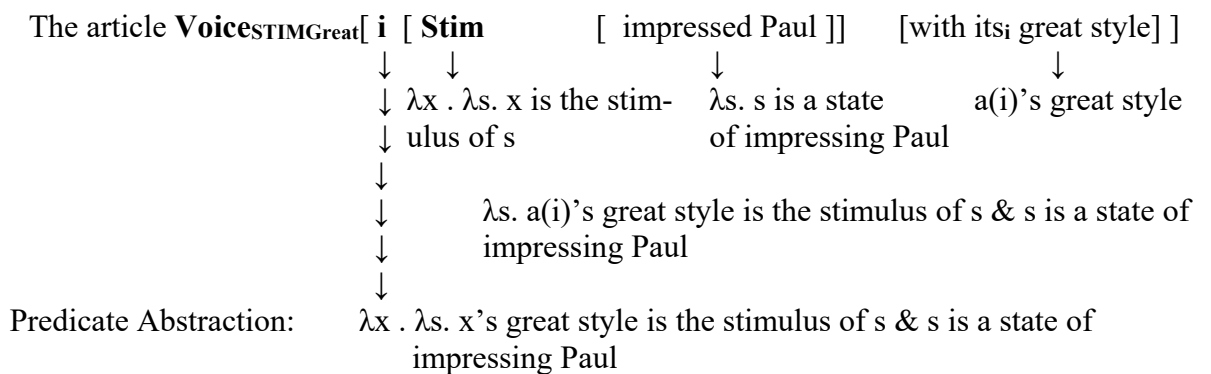 The article Voice_STIMGreat[ i [ Stim [ impressed Paul ]] [with its_i great style] ]
↓ ↓ ↓ ↓
↓ λx . λs. x is the stim- λs. s is a state a(i)’s great style
↓ ulus of s of impressing Paul
↓
↓ λs. a(i)’s great style is the stimulus of s & s is a state of
↓ impressing Paul
↓
Predicate Abstraction: λx . λs. x’s great style is the stimulus of s & s is a state of
impressing Paul